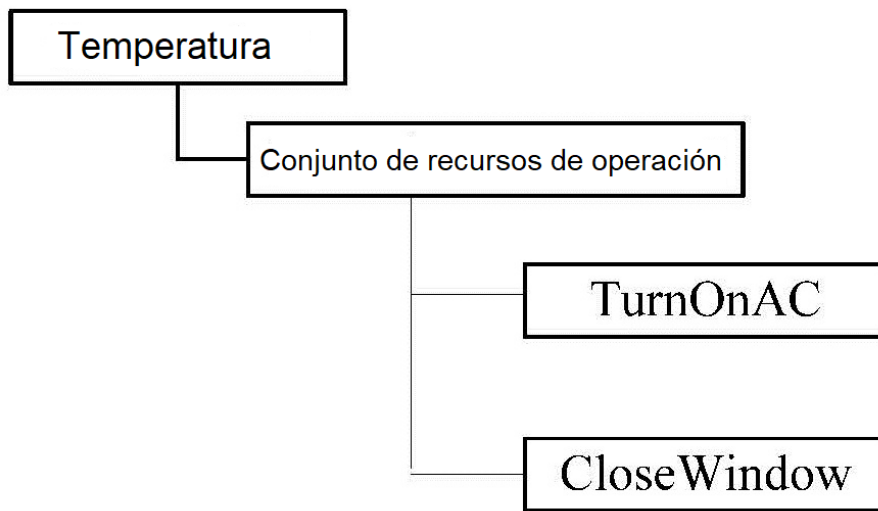 Temperatura
Conjunto de recursos de operación
TurnOnAC
CloseWindow